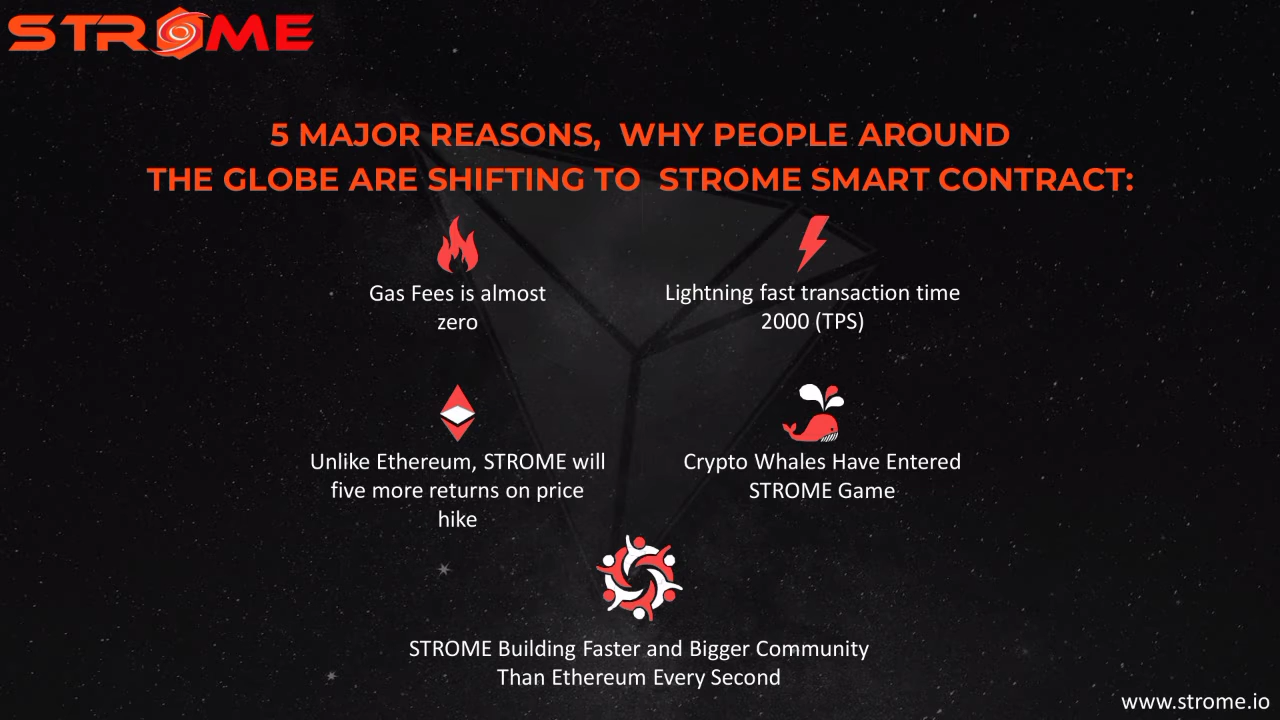 STROME
5 MAJOR REASONS, WHY PEOPLE AROUND
THE GLOBE ARE SHIFTING TO STROME SMART CONTRACT:
Gas Fees is almost
zero
Lightning fast transaction time
2000 (TPS)
Unlike Ethereum, STROME will
five more returns on price
hike
Crypto Whales Have Entered
STROME Game
STROME Building Faster and Bigger Community
Than Ethereum Every Second
www.strome.io